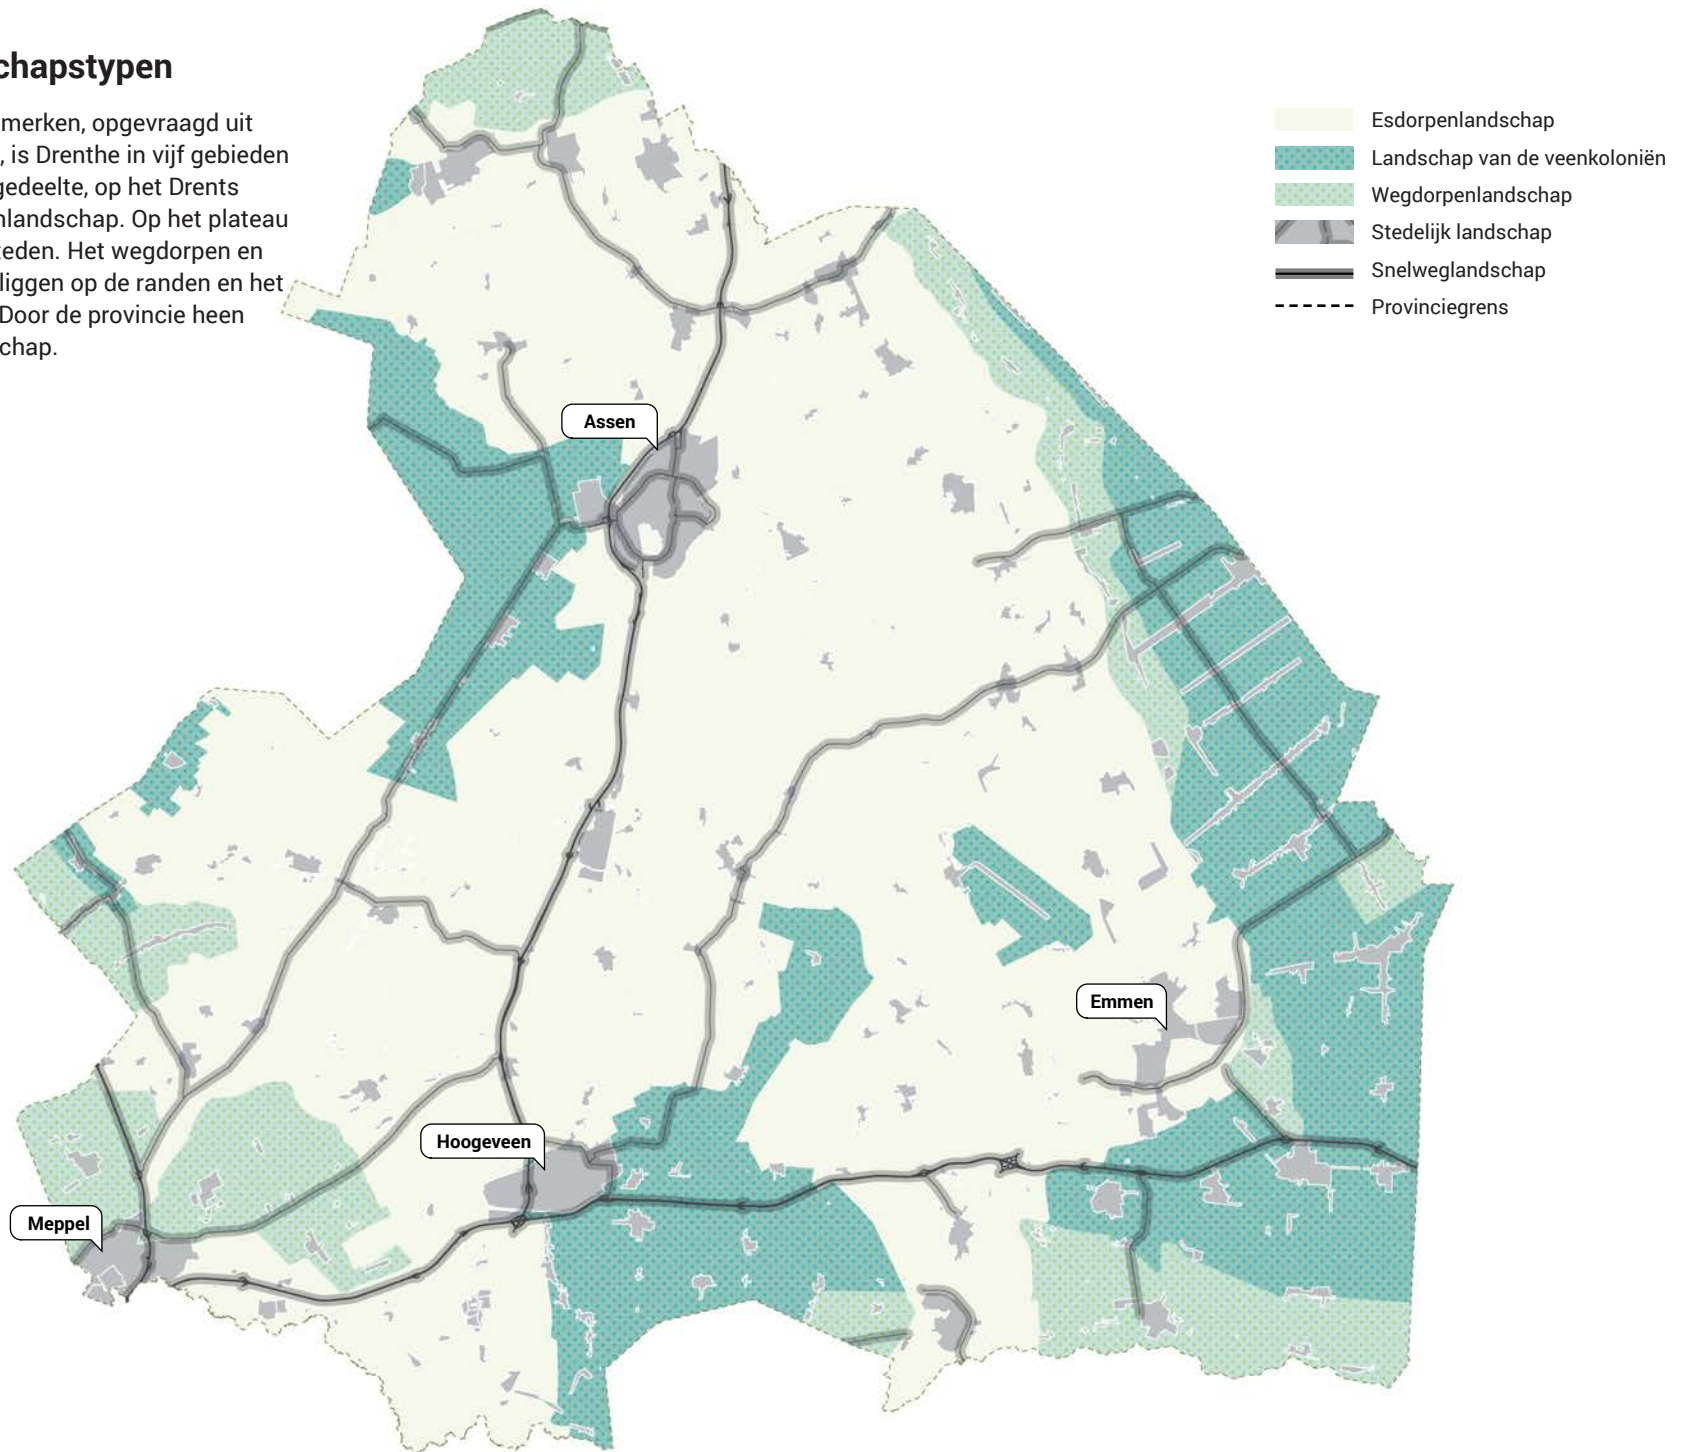 chapstypen
merken, opgevraagd uit
, is Drenthe in vijf gebieden
gedeelte, op het Drents
nlandschap. Op het plateau
eden. Het wegdorpen en
liggen op de randen en het
Door de provincie heen
chap.
Esdorpenlandschap
Landschap van de veenkoloniën
Wegdorpenlandschap
Stedelijk landschap
Snelweglandschap
Provinciegrens
Assen
Emmen
Hoogeveen
Meppel